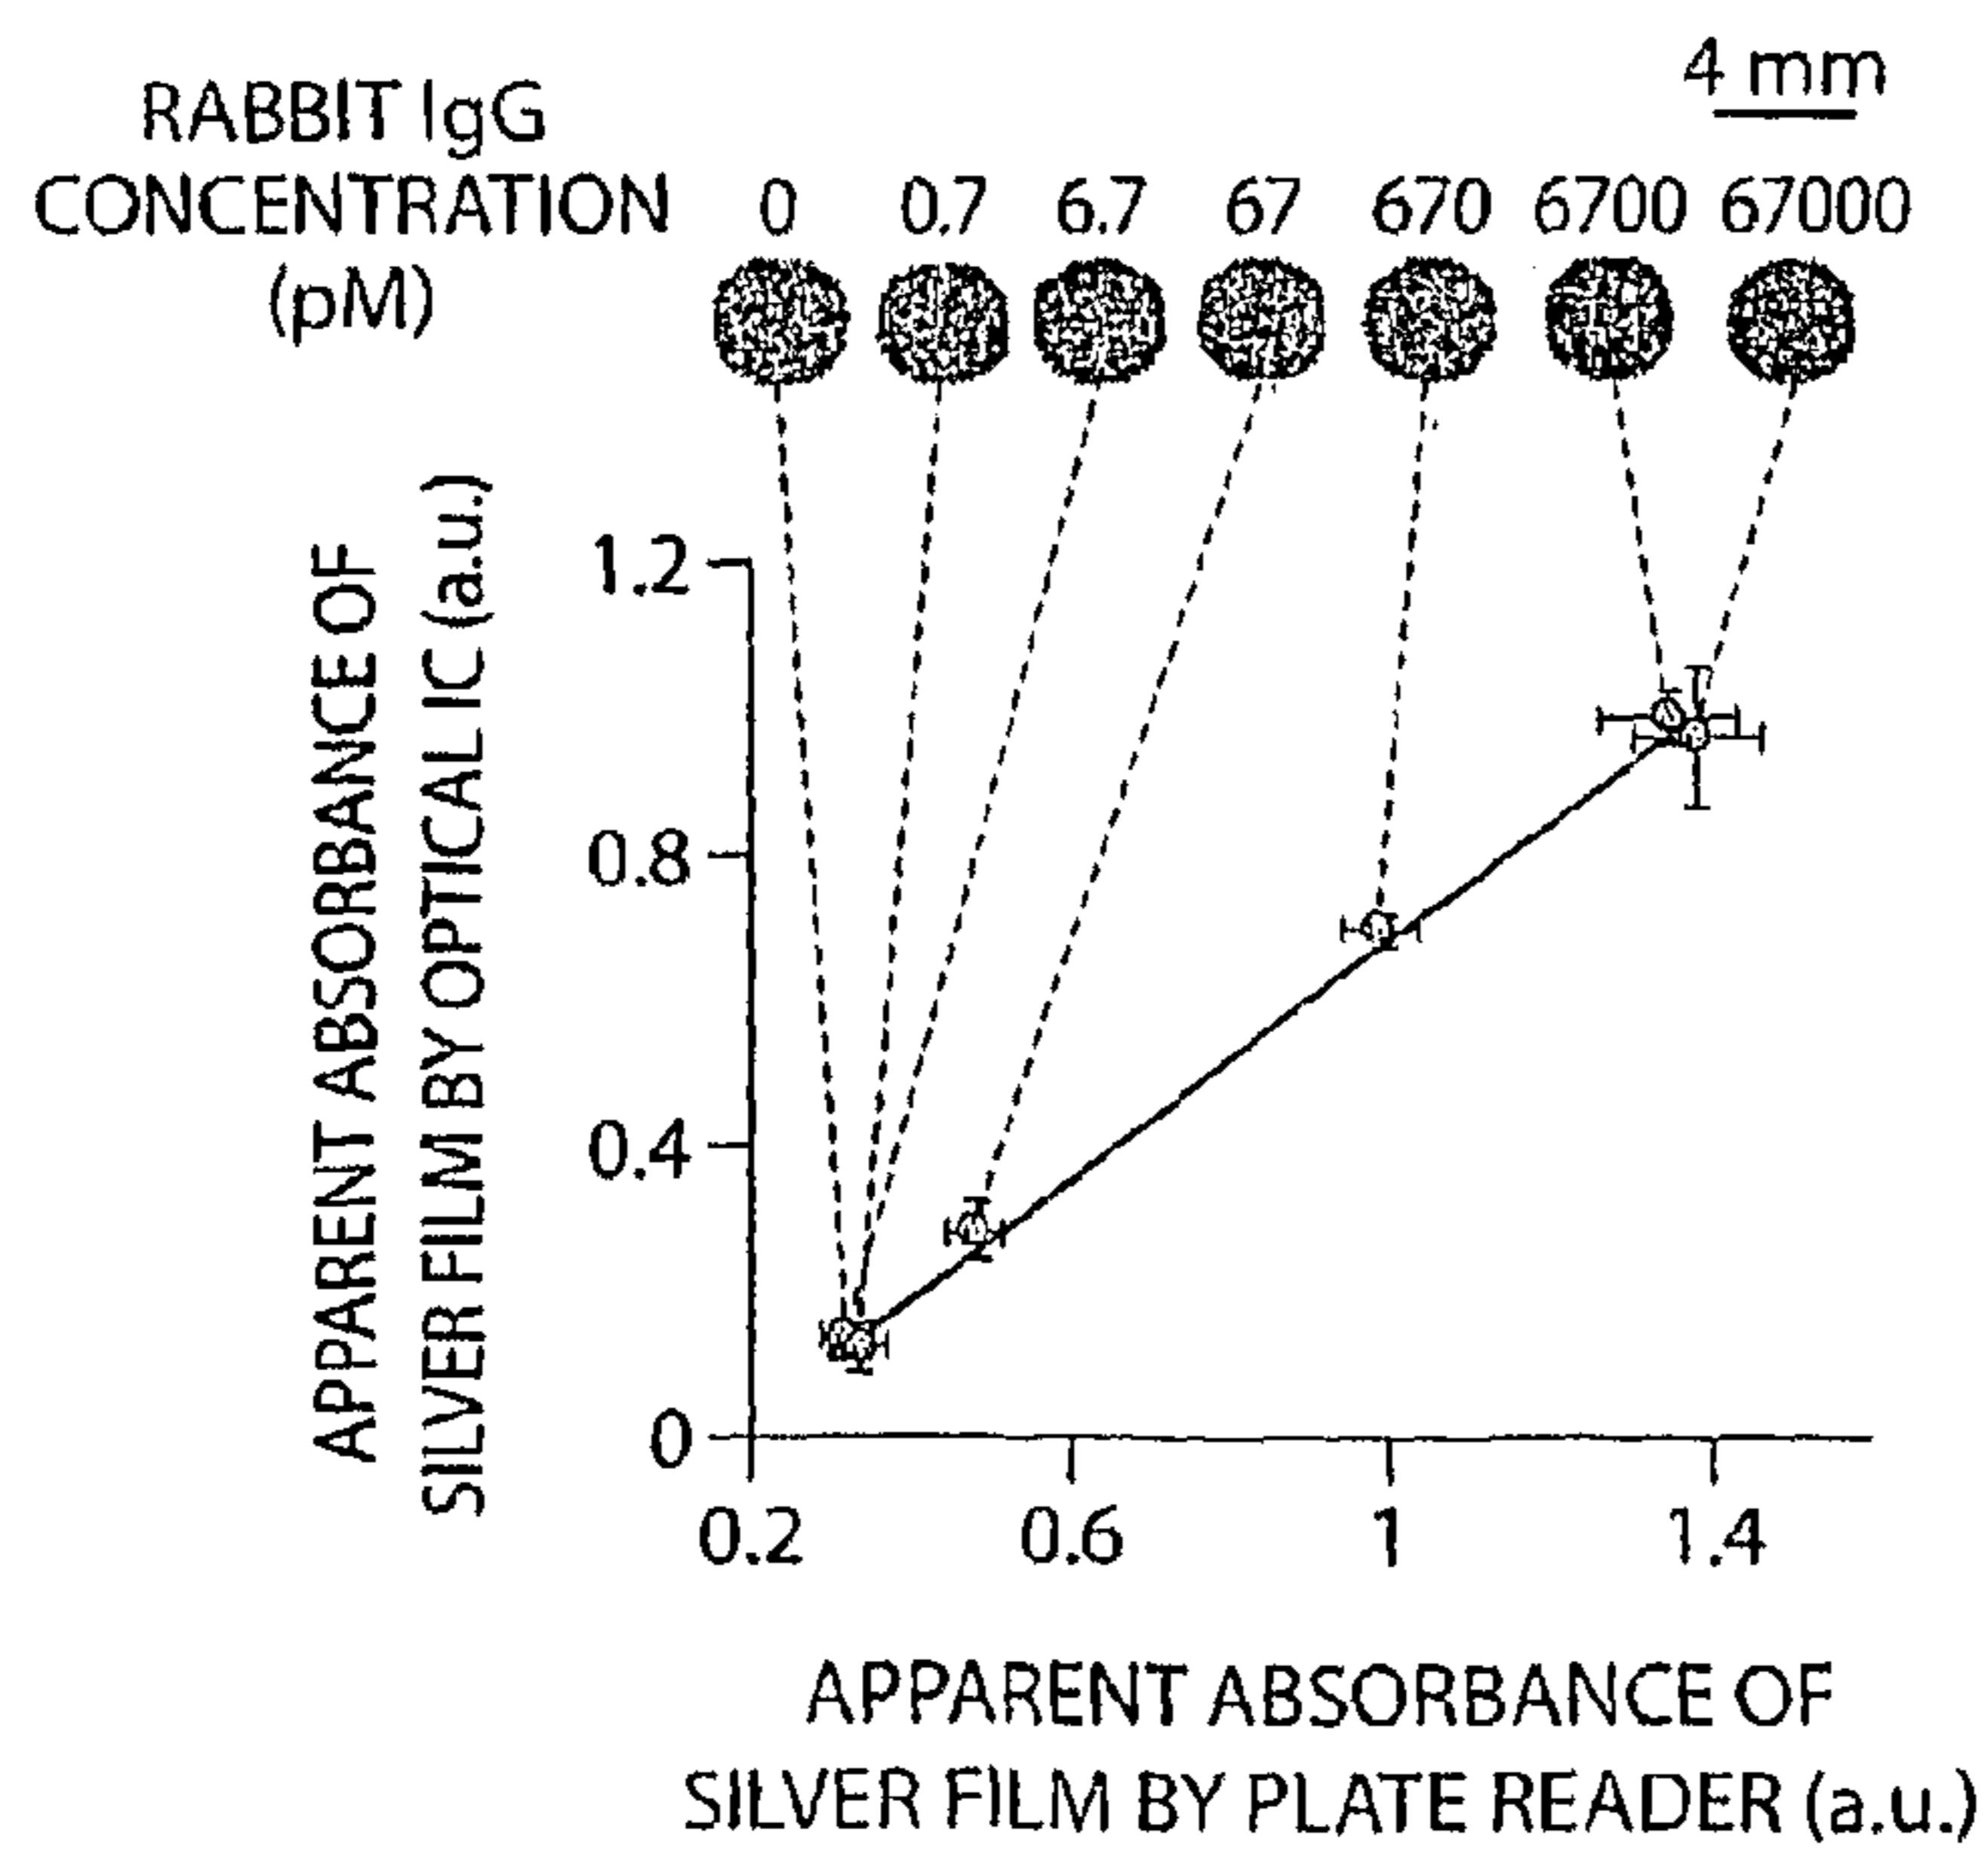 4 mm
RABBIT IgG
CONCENTRATION 0 0.7 6.7 67 670 6700 67000
(pM)
APPARENT ABSORBANCE OF
SILVER FILM BY OPTICAL IC (a.u.)
1.2
0.8
0.4
0
0.2 0.6 1 1.4
APPARENT ABSORBANCE OF
SILVER FILM BY PLATE READER (a.u.)